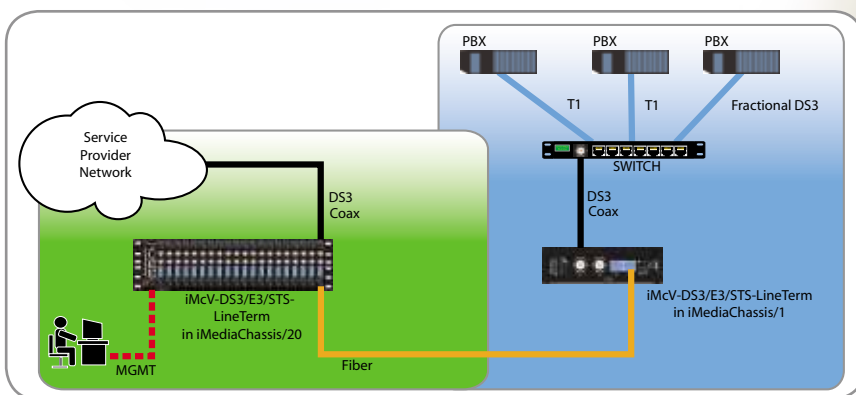 PBX
PBX
PBX
T1
T1
Fractional DS3
SWITCH
Service
Provider
Network
DS3
Coax
DS3
Coax
iMcV-DS3/E3/STS-
LineTerm
in iMediaChassis/20
iMcV-DS3/E3/STS-LineTerm
in iMediaChassis/1
MGMT
Fiber